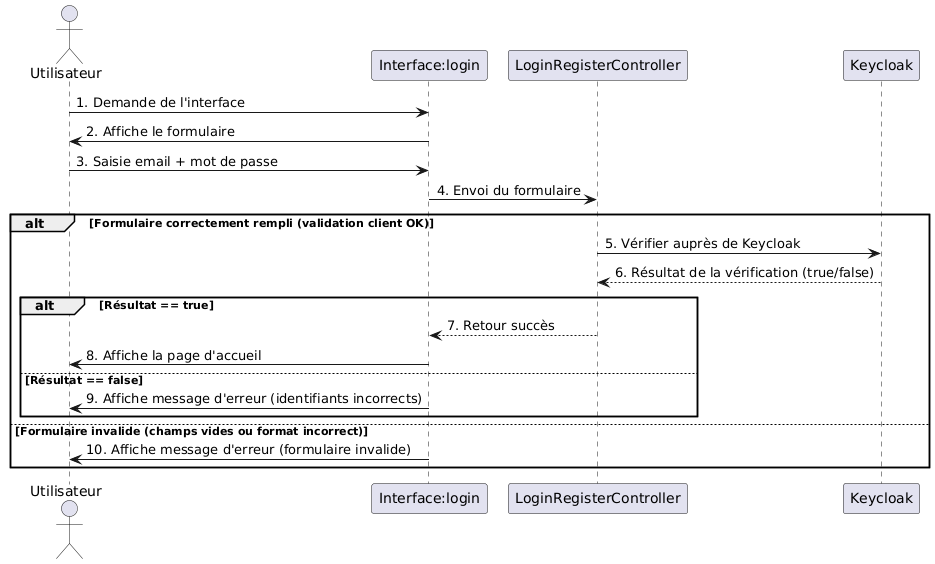 Utilisateur
Interface:login
LoginRegisterController
Keycloak
1. Demande de l'interface
2. Affiche le formulaire
3. Saisie email + mot de passe
4. Envoi du formulaire
alt
[Formulaire correctement rempli (validation client OK)]
5. Vérifier auprès de Keycloak
6. Résultat de la vérification (true/false)
alt
[Résultat == true]
7. Retour succès
8. Affiche la page d'accueil
[Résultat == false]
9. Affiche message d'erreur (identifiants incorrects)
[Formulaire invalide (champs vides ou format incorrect)]
10. Affiche message d'erreur (formulaire invalide)
Utilisateur
Interface:login
LoginRegisterController
Keycloak